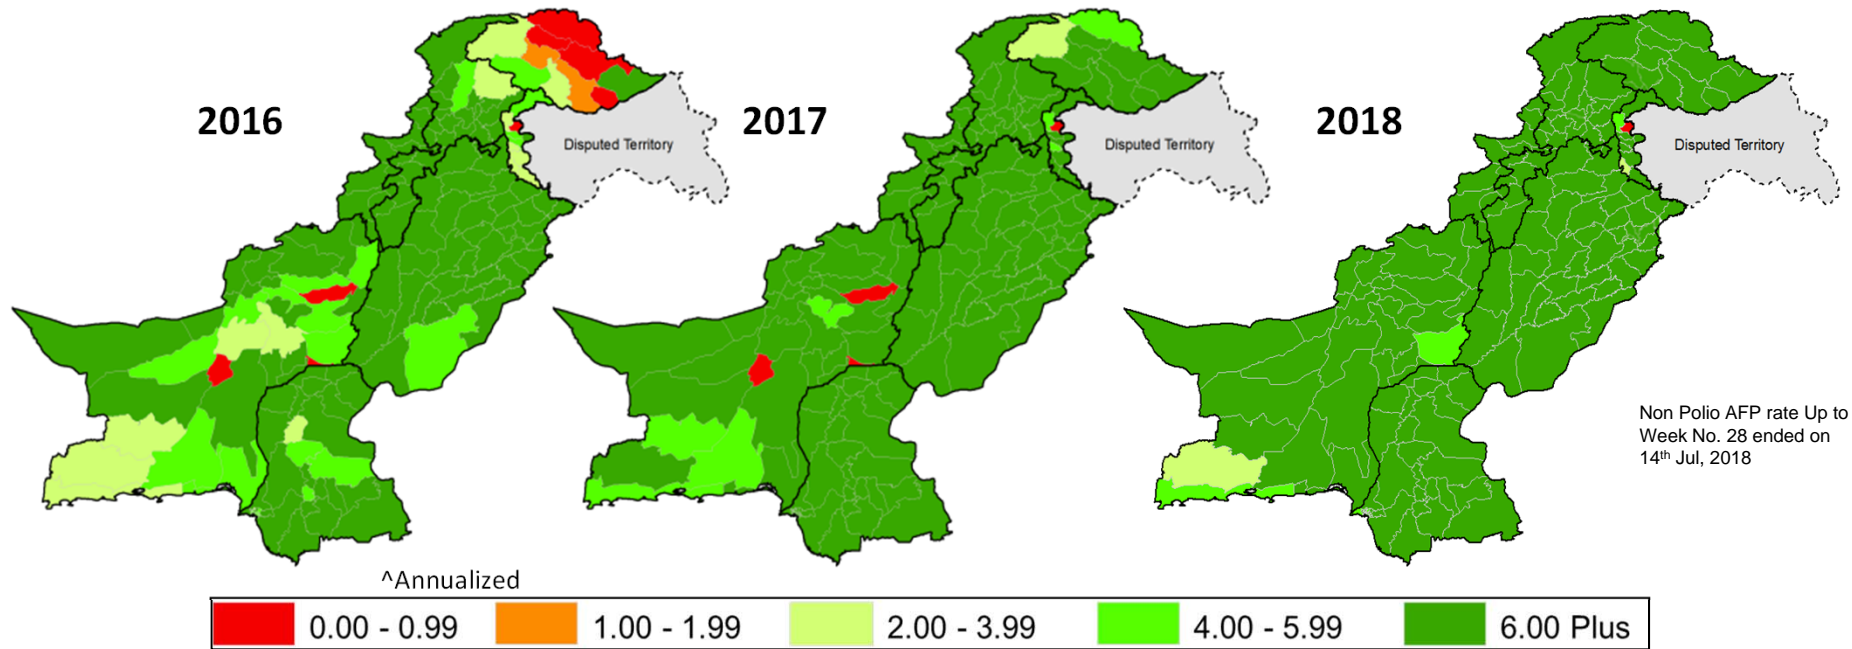 2016
2017
2018
Disputed Territory
Disputed Territory
Disputed Territory
Non Polio AFP rate Up to
Week No. 28 ended on
14th Jul, 2018
^Annualized
0.00 - 0.99
1.00 - 1.99
2.00 - 3.99
4.00 - 5.99
6.00 Plus